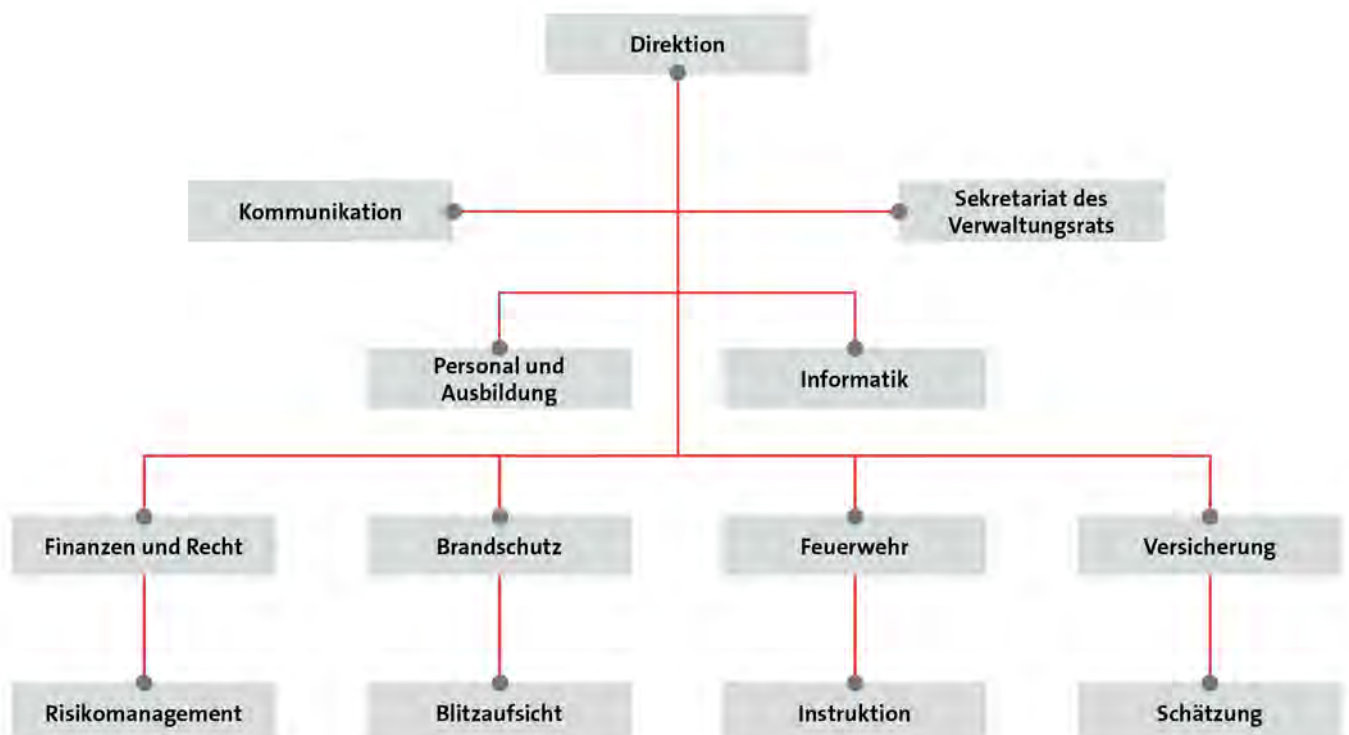 Direktion
Kommunikation
Sekretariat des
Verwaltungsrats
Personal und
Ausbildung
Informatik
Finanzen und Recht
Brandschutz
Feuerwehr
Versicherung
Risikomanagement
Blitzaufsicht
Instruktion
Schätzung